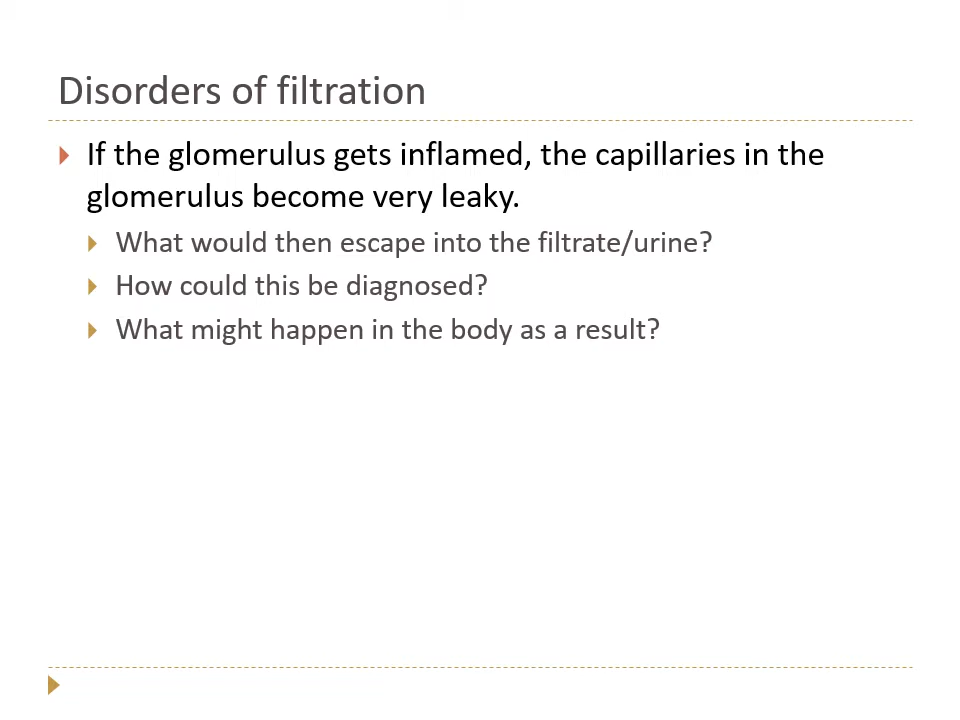 Disorders of filtration
If the glomerulus gets inflamed, the capillaries in the
glomerulus become very leaky.
What would then escape into the filtrate/urine?
How could this be diagnosed?
What might happen in the body as a result?